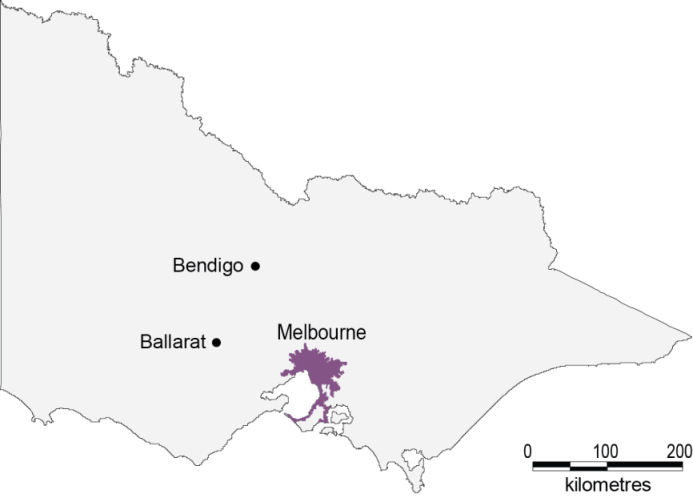 Bendigo
Melbourne
Ballarat
0 100 200
kilometres